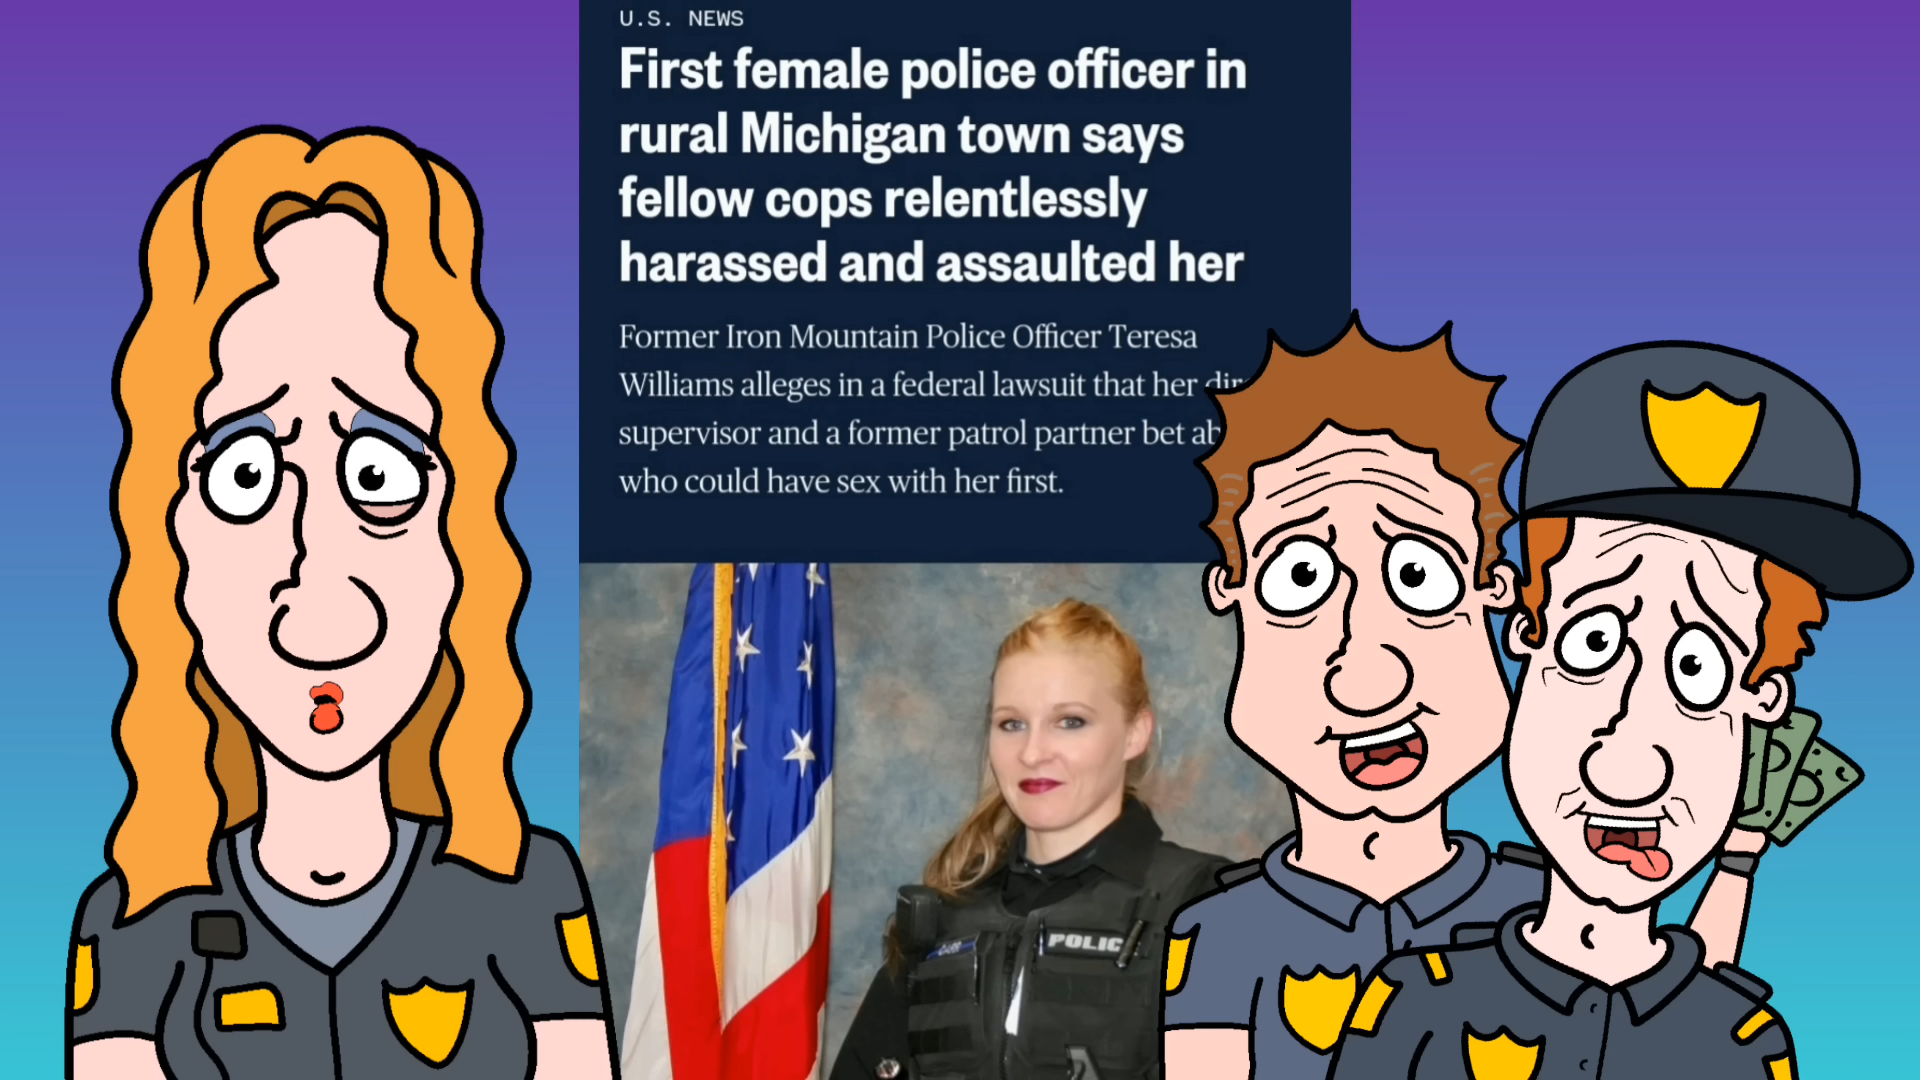 U.S. NEWS
First female police officer in
rural Michigan town says
fellow cops relentlessly
harassed and assaulted her
Former Iron Mountain Police Officer Teresa
Williams alleges in a federal lawsuit that her
supervisor and a former patrol partner bet
who could have sex with her first.
POLIC